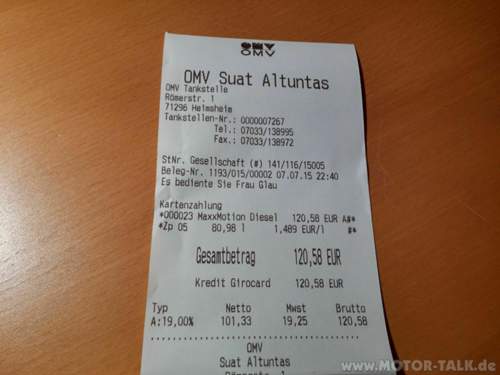 OMV
OMV Suat Altuntas
OMV Tankstelle
Römerstr. 1
71296 Heimsheim
Tankstellen-Nr.: 0000007267
Tel.: 07033/138995
Fax.: 07033/138972
StNr. Gesellschaft (#) 141/116/15005
Beleg-Nr. 1193/015/00002 07.07.15 22:40
Es bediente Sie Frau Glau
Kartenzahlung
*000023 MaxxMotion Diesel 120,58 EUR A#*
*Zp 05 80,98 l 1,489 EUR/l #*
Gesamtbetrag 120,58 EUR
Kredit Girocard 120,58 EUR
Typ Netto Mwst Brutto
A:19,00% 101,33 19,25 120,58
OMV
Suat Altuntas
Römerstr. 1
www.MOTOR-TALK.de